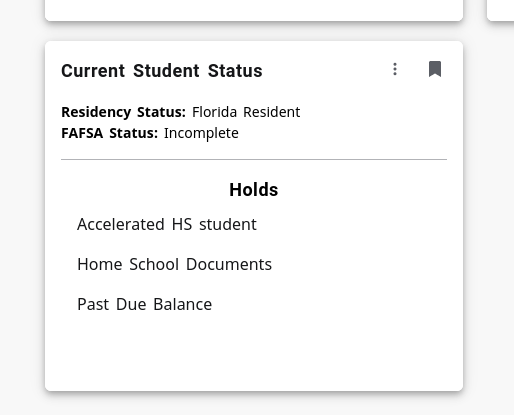 Current Student Status
Residency Status: Florida Resident
FAFSA Status: Incomplete
Holds
Accelerated HS student
Home School Documents
Past Due Balance